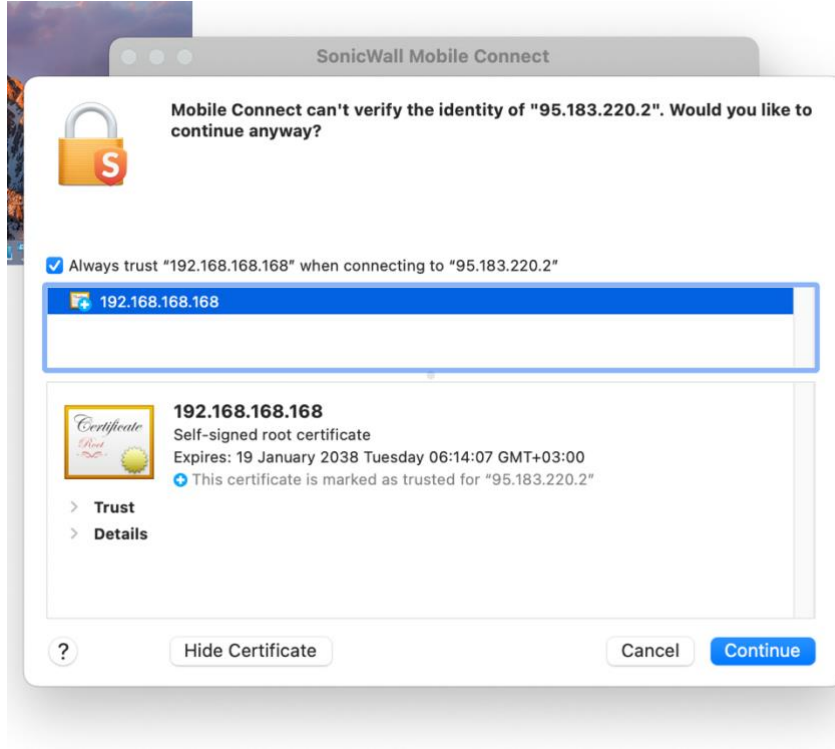 SonicWall Mobile Connect
Mobile Connect can't verify the identity of "95.183.220.2". Would you like to
continue anyway?
S
Always trust "192.168.168.168" when connecting to "95.183.220.2"
192.168.168.168
Certificate
Root
192.168.168.168
Self-signed root certificate
Expires: 19 January 2038 Tuesday 06:14:07 GMT+03:00
This certificate is marked as trusted for "95.183.220.2"
Trust
Details
?
Hide Certificate
Cancel
Continue